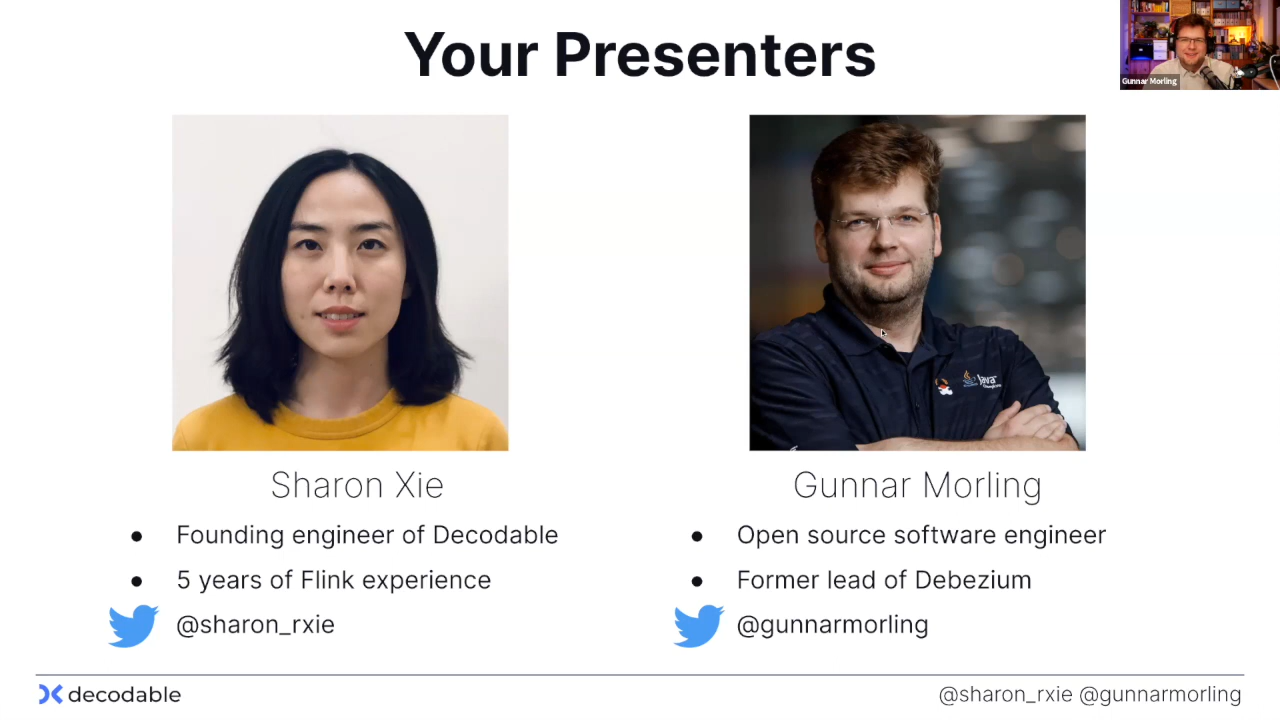 Your Presenters
Gunnar Morling
Java
Sharon Xie
• Founding engineer of Decodable
• 5 years of Flink experience
@sharon_rxie
Gunnar Morling
• Open source software engineer
• Former lead of Debezium
@gunnarmorling
decodable
@sharon_rxie @gunnarmorling